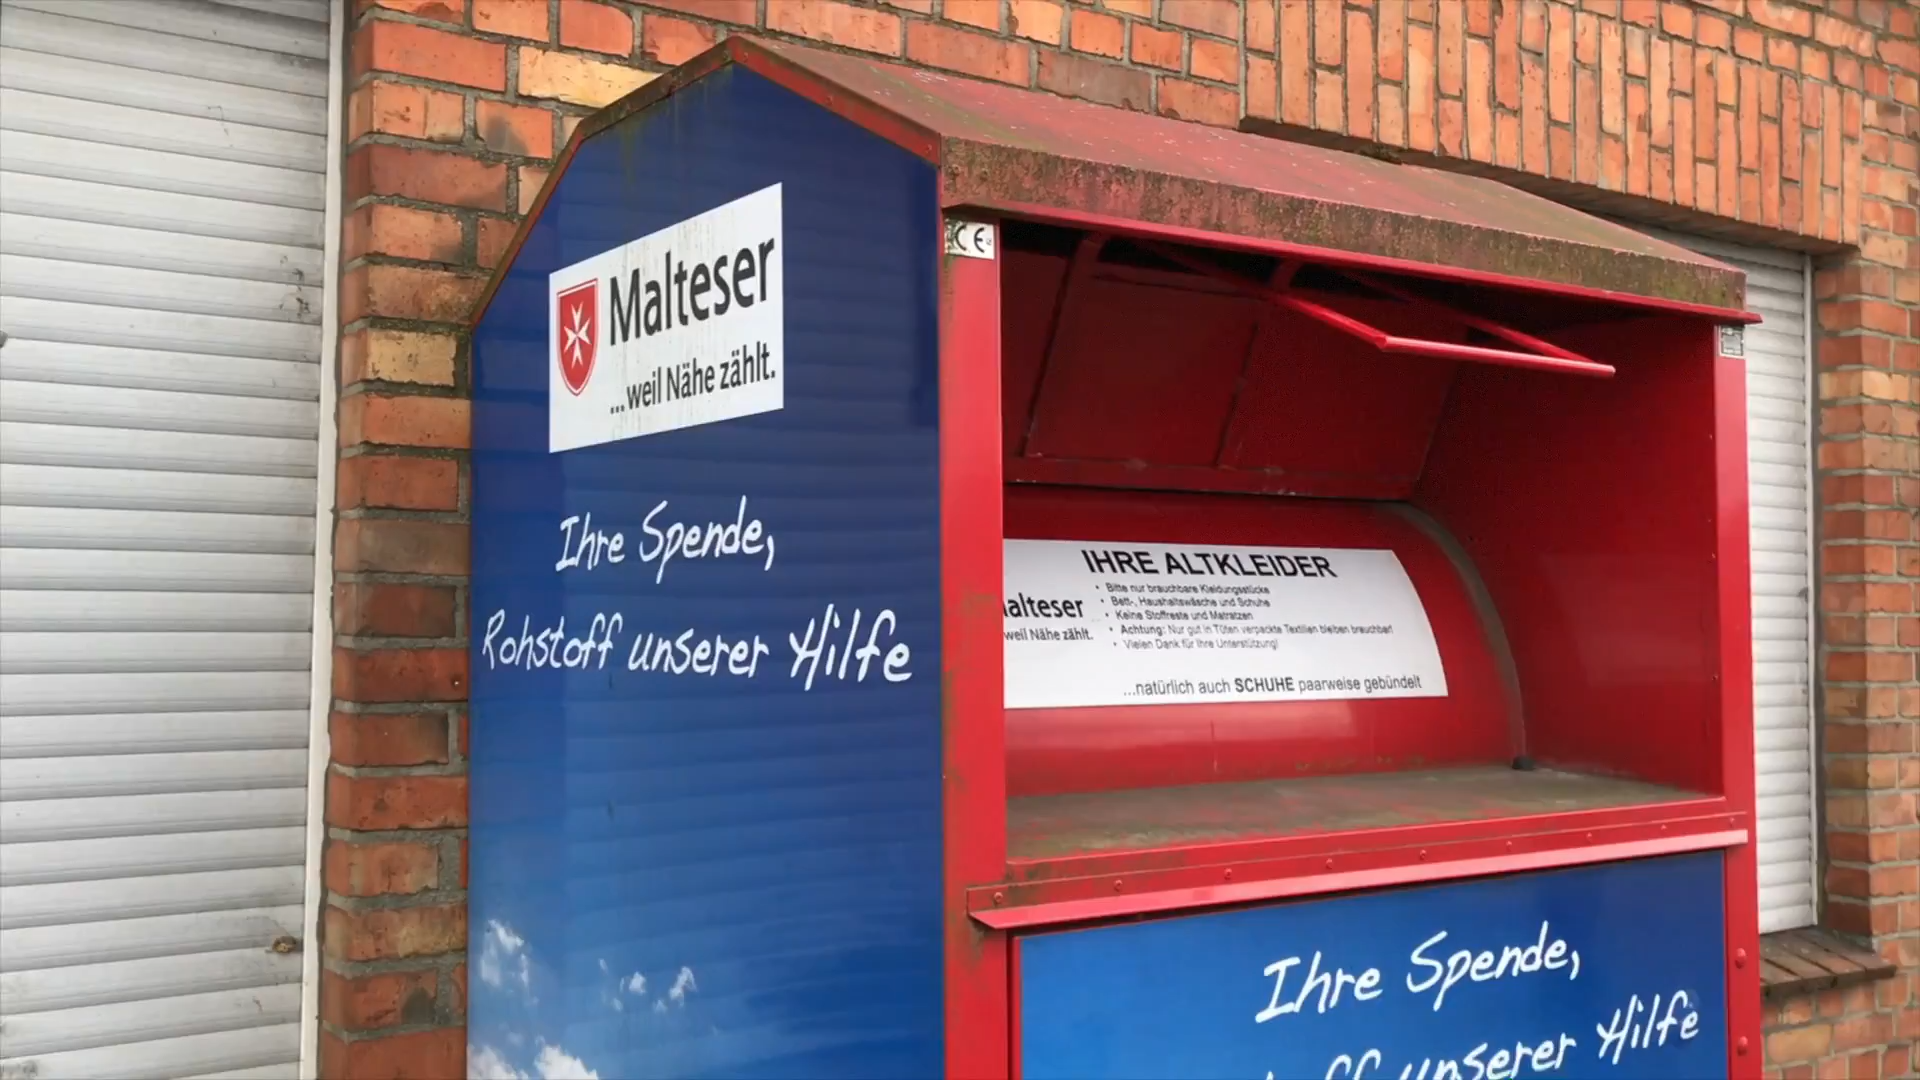 Malteser
...weil Nähe zählt.
Ihre Spende,
Rohstoff unserer Hilfe
CE
IHRE ALTKLEIDER
• Bitte nur brauchbare Kleidungsstücke
• Bett-, Haushaltswäsche und Schuhe
• Keine Stoffreste und Matratzen
• Achtung: Nur gut in Tüten verpackte Textilien bleiben brauchbar!
• Vielen Dank für Ihre Unterstützung!
alteser
weil Nähe zählt.
...natürlich auch SCHUHE paarweise gebündelt
Ihre Spende,
unserer Hilfe